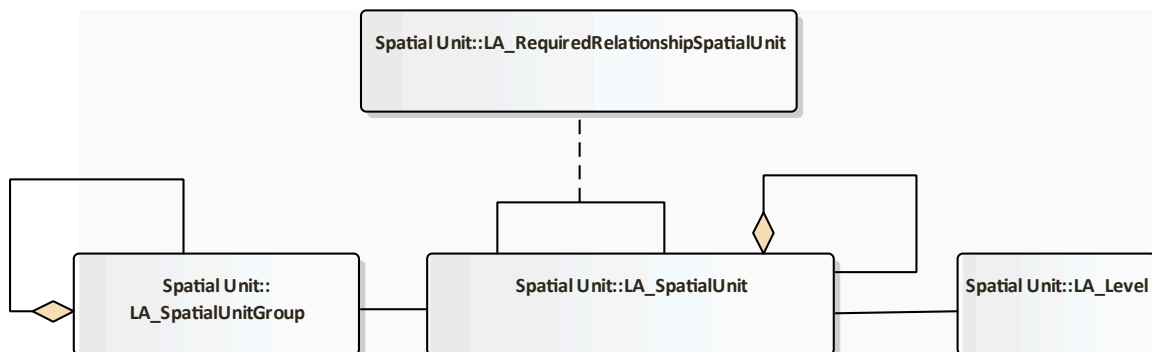 Spatial Unit::LA_RequiredRelationshipSpatialUnit
Spatial Unit::
LA_SpatialUnitGroup
Spatial Unit::LA_SpatialUnit
Spatial Unit::LA_Level